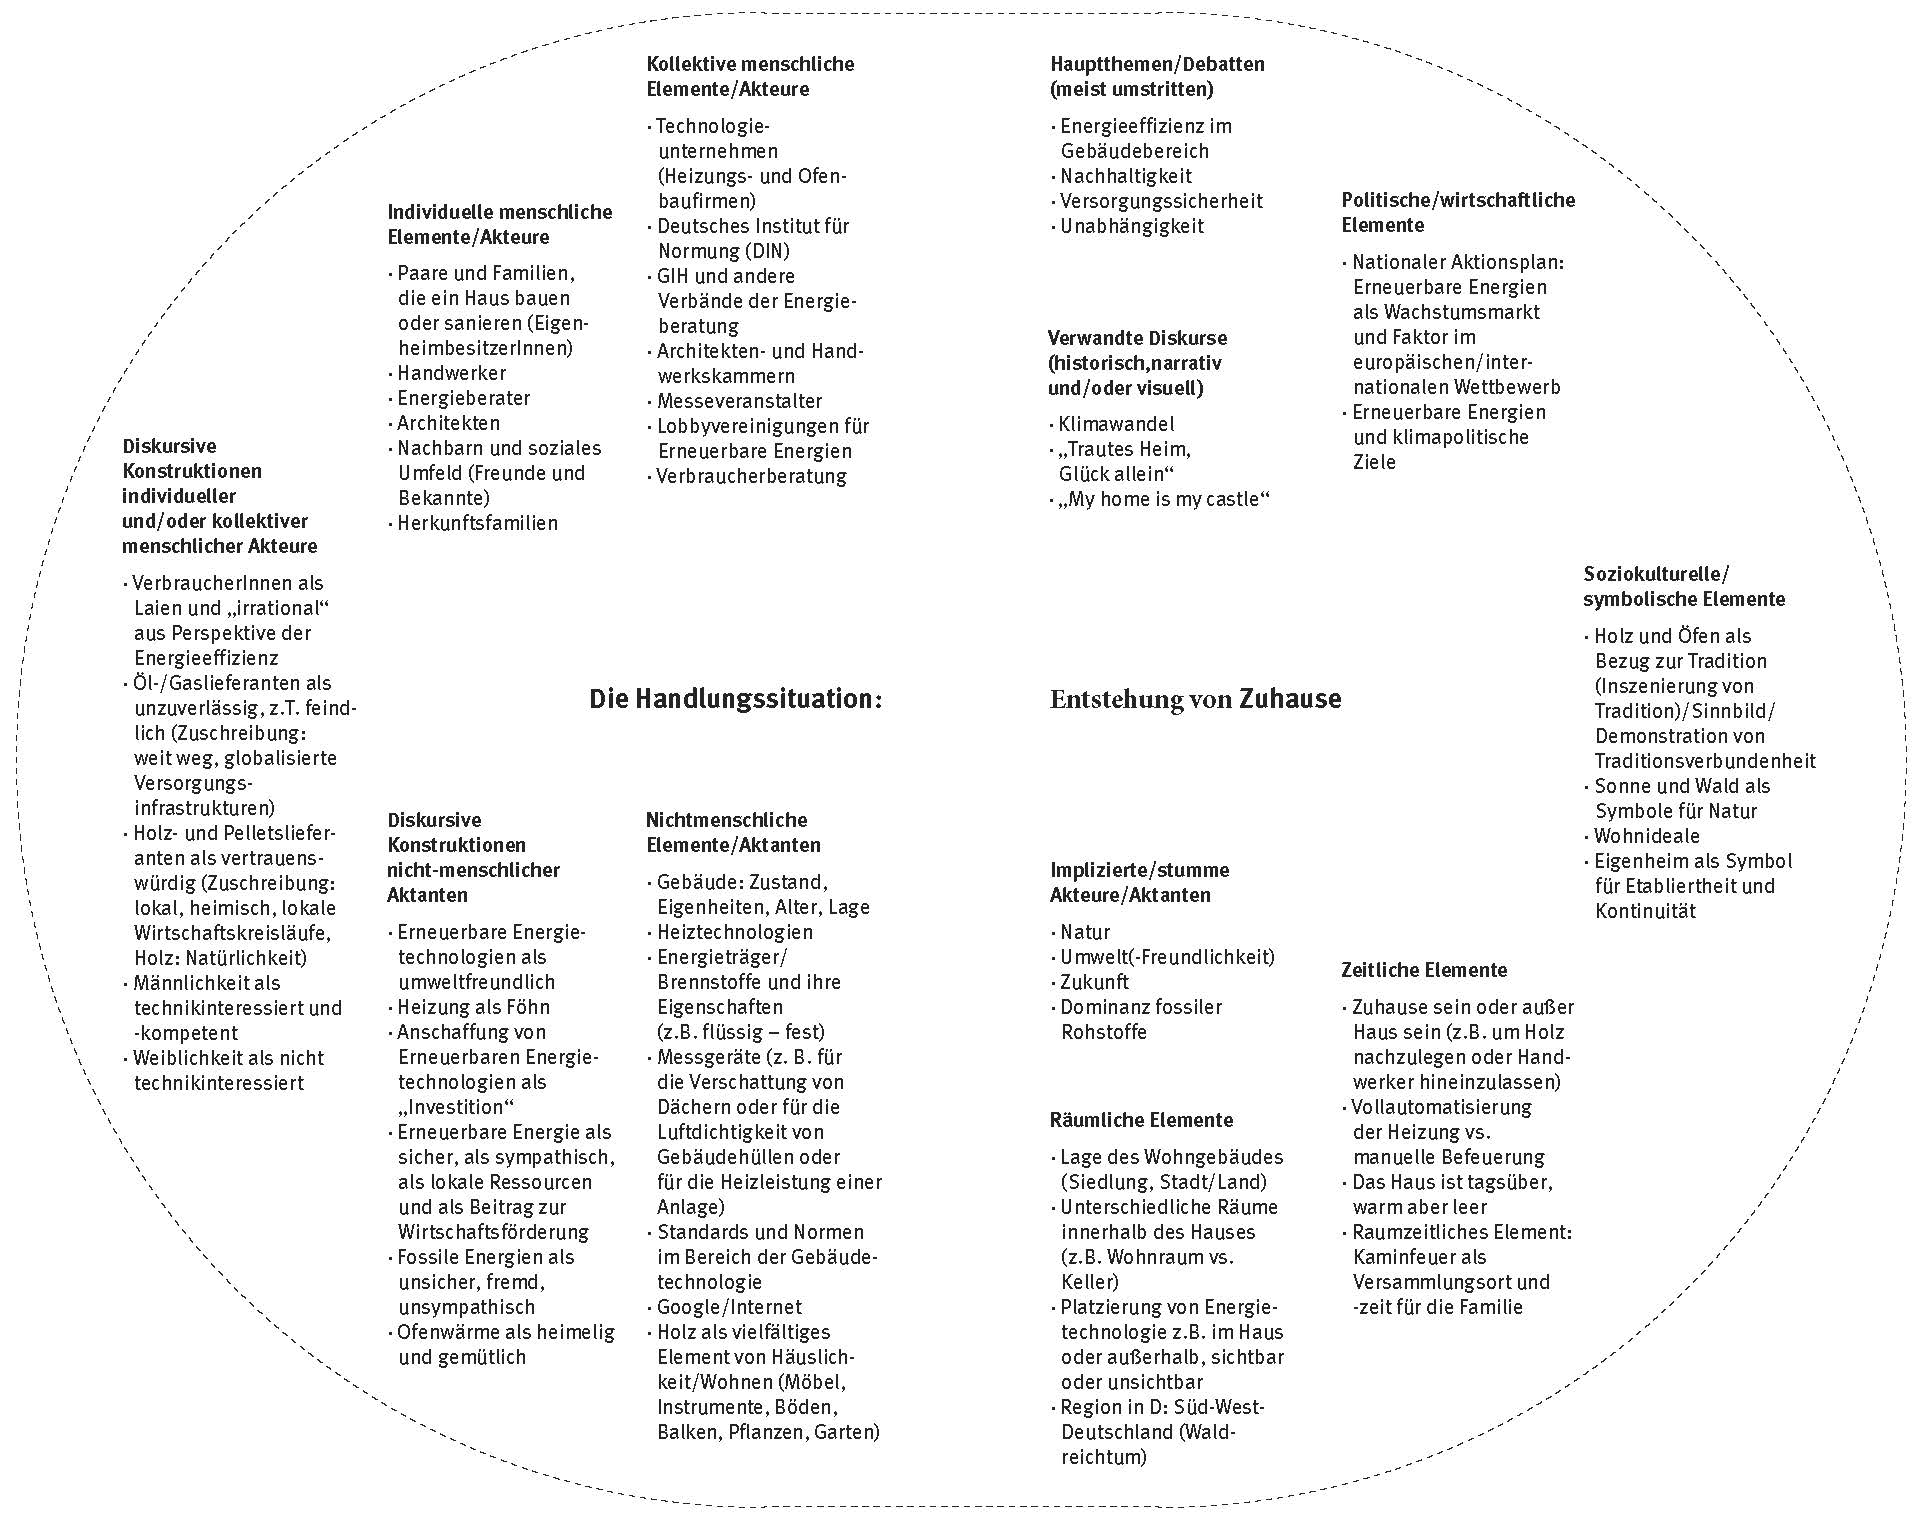 Kollektive menschliche
Elemente/Akteure
· Technologie-
unternehmen
(Heizungs- und Ofen-
baufirmen)
· Deutsches Institut für
Normung (DIN)
· GIH und andere
Verbände der Energie-
beratung
· Architekten- und Hand-
werkskammern
· Messeveranstalter
· Lobbyvereinigungen für
Erneuerbare Energien
· Verbraucherberatung
Hauptthemen/Debatten
(meist umstritten)
· Energieeffizienz im
Gebäudebereich
· Nachhaltigkeit
· Versorgungssicherheit
· Unabhängigkeit
Individuelle menschliche
Elemente/Akteure
· Paare und Familien,
die ein Haus bauen
oder sanieren (Eigen-
heimbesitzerInnen)
· Handwerker
· Energieberater
· Architekten
· Nachbarn und soziales
Umfeld (Freunde und
Bekannte)
· Herkunftsfamilien
Politische/wirtschaftliche
Elemente
· Nationaler Aktionsplan:
Erneuerbare Energien
als Wachstumsmarkt
und Faktor im
europäischen/inter-
nationalen Wettbewerb
· Erneuerbare Energien
und klimapolitische
Ziele
Verwandte Diskurse
(historisch,narrativ
und/oder visuell)
· Klimawandel
· „Trautes Heim,
Glück allein“
· „My home is my castle“
Diskursive
Konstruktionen
individueller
und/oder kollektiver
menschlicher Akteure
· VerbraucherInnen als
Laien und „irrational“
aus Perspektive der
Energieeffizienz
· Öl-/Gaslieferanten als
unzuverlässig, z.T. feind-
lich (Zuschreibung:
weit weg, globalisierte
Versorgungs-
infrastrukturen)
· Holz- und Pelletsliefer-
anten als vertrauens-
würdig (Zuschreibung:
lokal, heimisch, lokale
Wirtschaftskreisläufe,
Holz: Natürlichkeit)
· Männlichkeit als
technikinteressiert und
-kompetent
· Weiblichkeit als nicht
technikinteressiert
Soziokulturelle/
symbolische Elemente
· Holz und Öfen als
Bezug zur Tradition
(Inszenierung von
Tradition)/Sinnbild/
Demonstration von
Traditionsverbundenheit
· Sonne und Wald als
Symbole für Natur
· Wohnideale
· Eigenheim als Symbol
für Etabliertheit und
Kontinuität
Die Handlungssituation: Entstehung von Zuhause
Diskursive
Konstruktionen
nicht-menschlicher
Aktanten
· Erneuerbare Energie-
technologien als
umweltfreundlich
· Heizung als Föhn
· Anschaffung von
Erneuerbaren Energie-
technologien als
„Investition“
· Erneuerbare Energie als
sicher, als sympathisch,
als lokale Ressourcen
und als Beitrag zur
Wirtschaftsförderung
· Fossile Energien als
unsicher, fremd,
unsympathisch
· Ofenwärme als heimelig
und gemütlich
Nichtmenschliche
Elemente/Aktanten
· Gebäude: Zustand,
Eigenheiten, Alter, Lage
· Heiztechnologien
· Energieträger/
Brennstoffe und ihre
Eigenschaften
(z.B. flüssig – fest)
· Messgeräte (z. B. für
die Verschattung von
Dächern oder für die
Luftdichtigkeit von
Gebäudehüllen oder
für die Heizleistung einer
Anlage)
· Standards und Normen
im Bereich der Gebäude-
technologie
· Google/Internet
· Holz als vielfältiges
Element von Häuslich-
keit/Wohnen (Möbel,
Instrumente, Böden,
Balken, Pflanzen, Garten)
Implizierte/stumme
Akteure/Aktanten
· Natur
· Umwelt(-Freundlichkeit)
· Zukunft
· Dominanz fossiler
Rohstoffe
Räumliche Elemente
· Lage des Wohngebäudes
(Siedlung, Stadt/Land)
· Unterschiedliche Räume
innerhalb des Hauses
(z.B. Wohnraum vs.
Keller)
· Platzierung von Energie-
technologie z.B. im Haus
oder außerhalb, sichtbar
oder unsichtbar
· Region in D: Süd-West-
Deutschland (Wald-
reichtum)
Zeitliche Elemente
· Zuhause sein oder außer
Haus sein (z.B. um Holz
nachzulegen oder Hand-
werker hineinzulassen)
· Vollautomatisierung
der Heizung vs.
manuelle Befeuerung
· Das Haus ist tagsüber,
warm aber leer
· Raumzeitliches Element:
Kaminfeuer als
Versammlungsort und
-zeit für die Familie